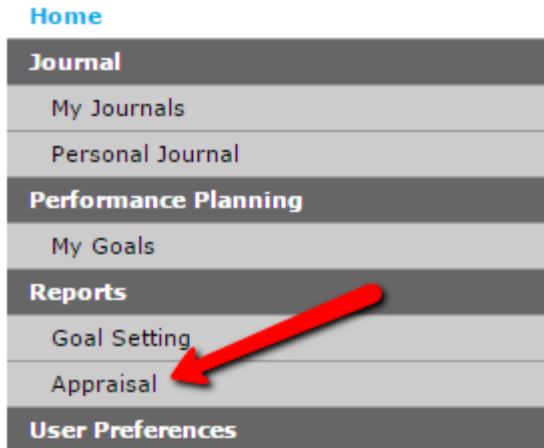 Home
Journal
My Journals
Personal Journal
Performance Planning
My Goals
Reports
Goal Setting
Appraisal
User Preferences